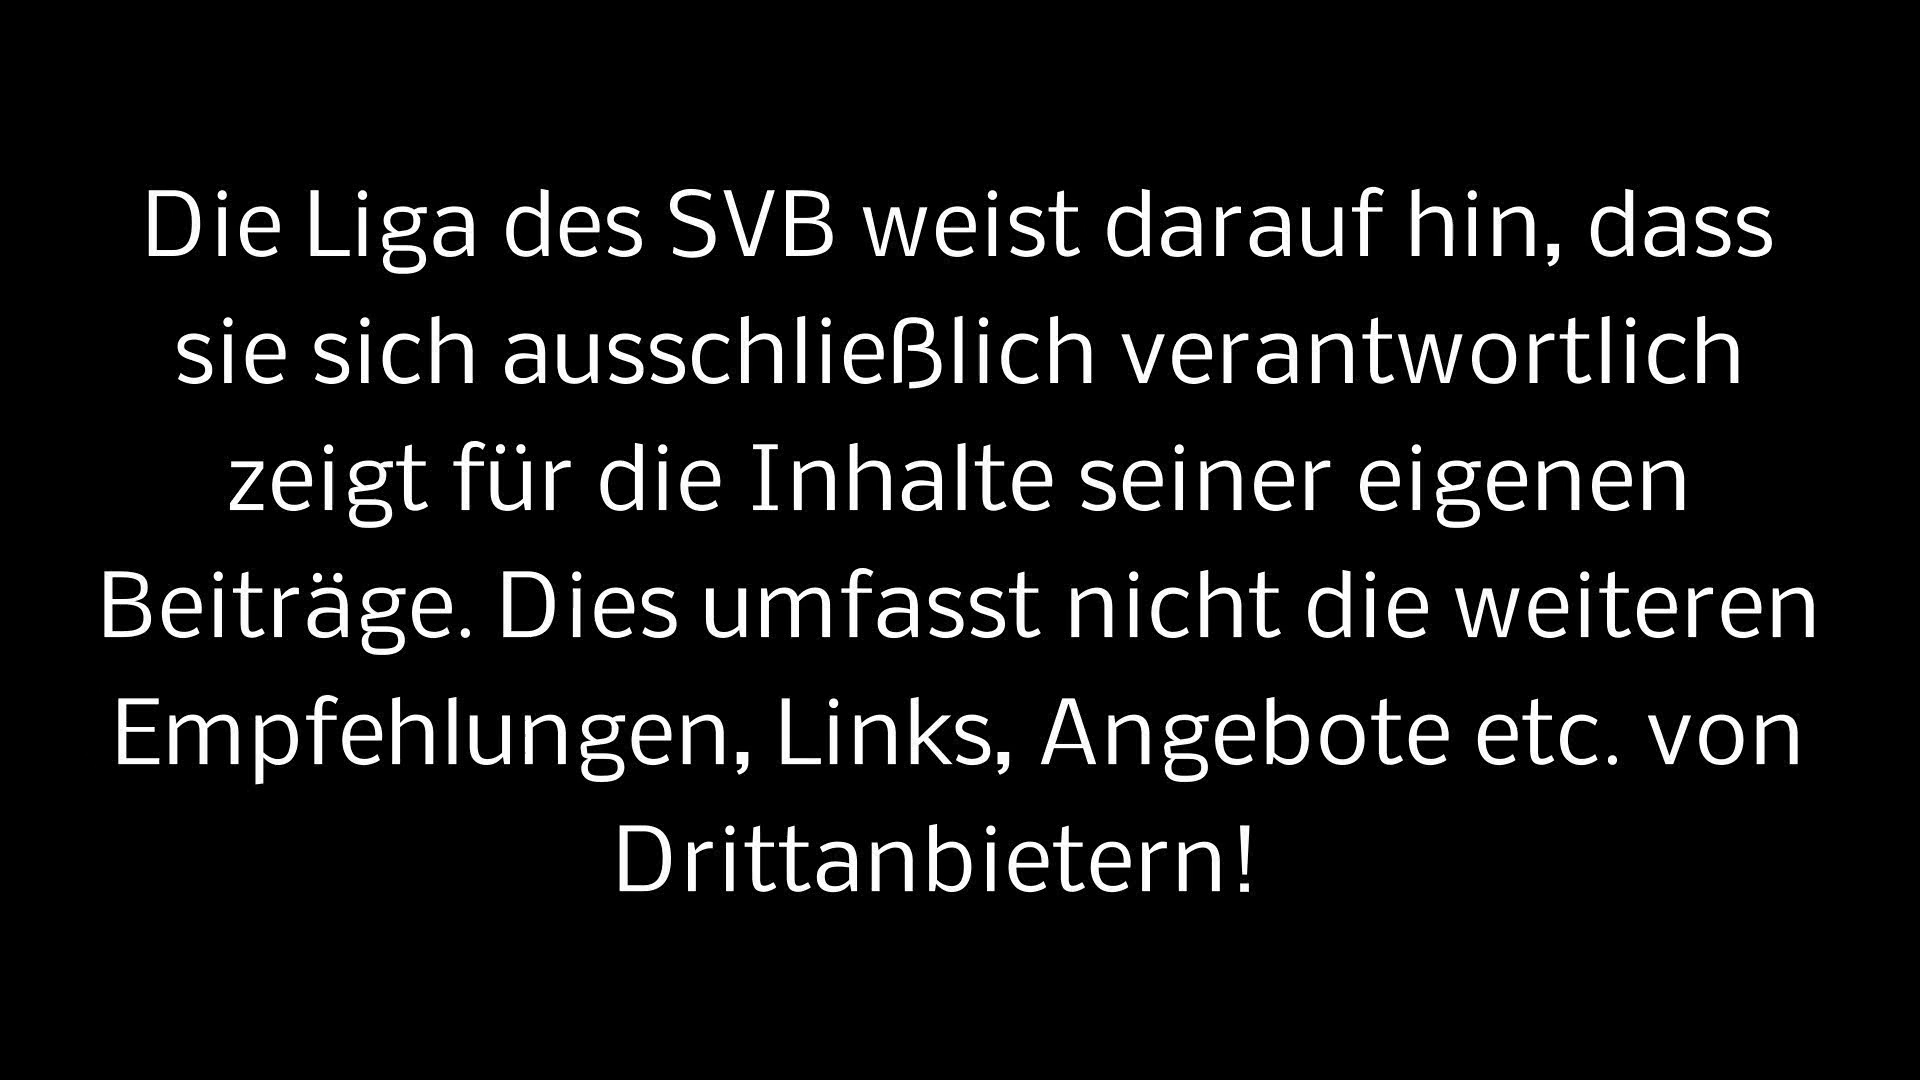 Die Liga des SVB weist darauf hin, dass
sie sich ausschließlich verantwortlich
zeigt für die Inhalte seiner eigenen
Beiträge. Dies umfasst nicht die weiteren
Empfehlungen, Links, Angebote etc. von
Drittanbietern!